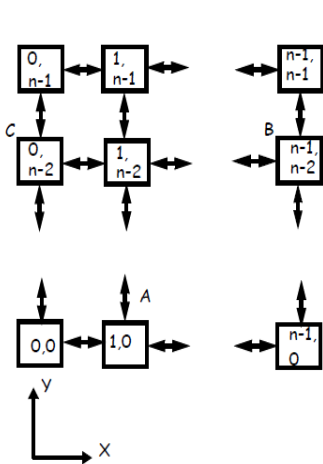 0,
n-1
1,
n-1
n-1,
n-1
C
0,
n-2
1,
n-2
B
n-1,
n-2
A
0,0
1,0
n-1,
0
Y
X